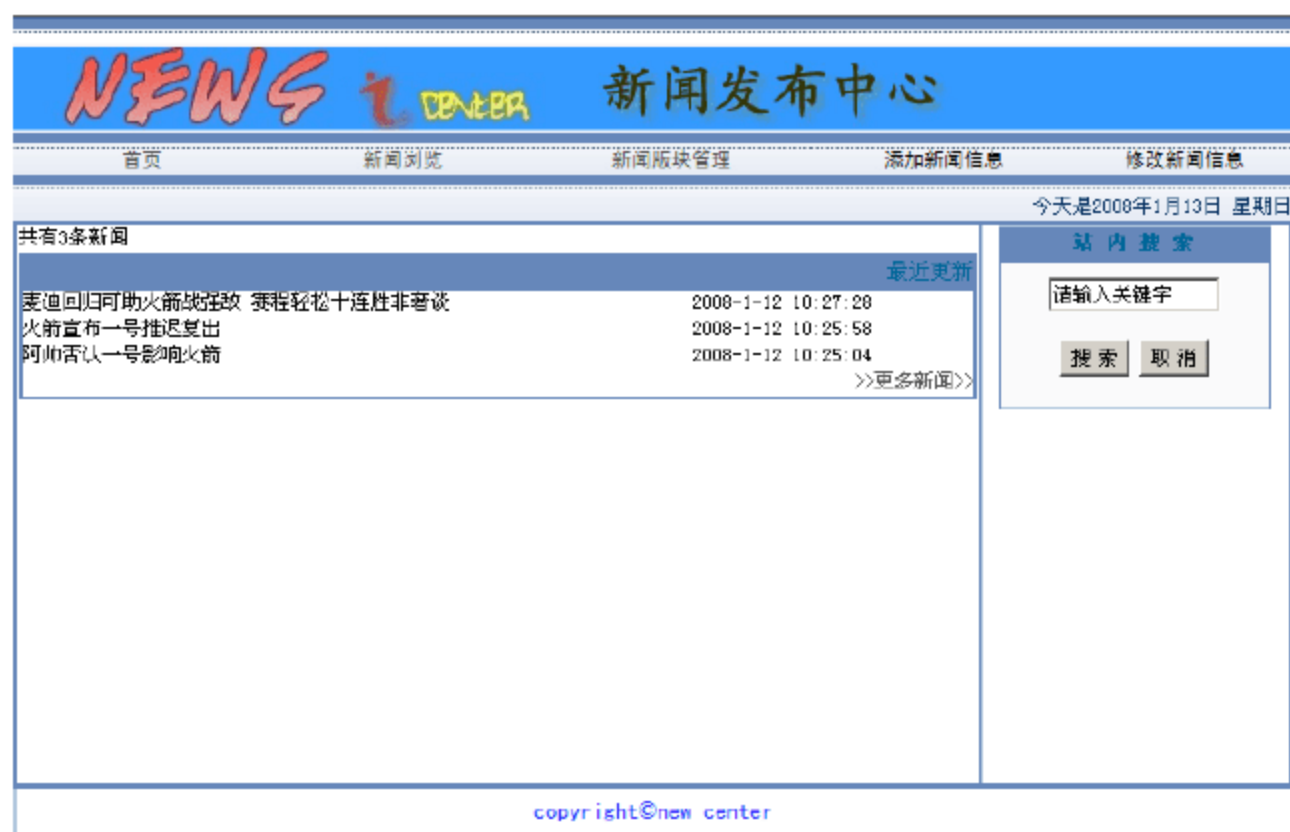 NEWS i CENTER 新闻发布中心
首页 新闻浏览 新闻版块管理 添加新闻信息 修改新闻信息
今天是2008年1月13日 星期日
共有3条新闻
最近更新
麦迪回归可助火箭战强敌 赛程轻松十连胜非奢谈 2008-1-12 10:27:28
火箭宣布一号推迟复出 2008-1-12 10:25:58
阿帅否认一号影响火箭 2008-1-12 10:25:04
>>更多新闻>>
站内搜索
请输入关键字
搜索 取消
copyright©new center